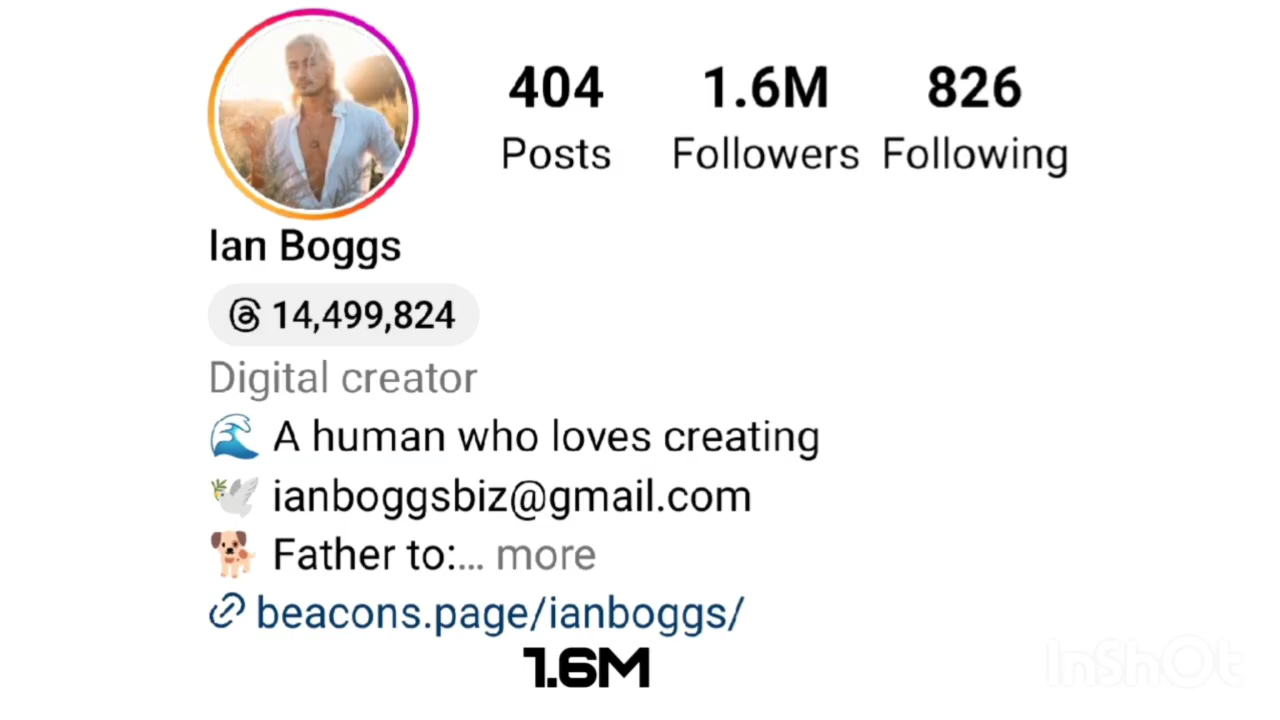 404 1.6M 826
Posts Followers Following
Ian Boggs
14,499,824
Digital creator
A human who loves creating
ianboggsbiz@gmail.com
Father to:... more
beacons.page/ianboggs/
1.6M
InShOt